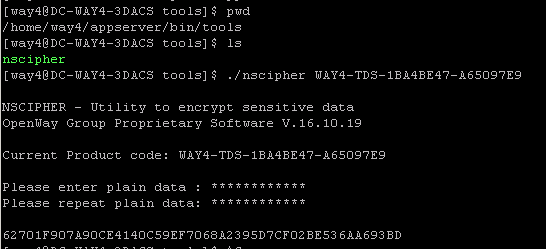 [way4@DC-WAY4-3DACS tools]$ pwd
/home/way4/appserver/bin/tools
[way4@DC-WAY4-3DACS tools]$ ls
nscipher
[way4@DC-WAY4-3DACS tools]$ ./nscipher WAY4-TDS-1BA4BE47-A65097E9
NSCIPHER - Utility to encrypt sensitive data
OpenWay Group Proprietary Software V.16.10.19
Current Product code: WAY4-TDS-1BA4BE47-A65097E9
Please enter plain data : ************
Please repeat plain data: ************
62701F907A90CE4140C59EF7068A2395D7CF02BE536AA693BD